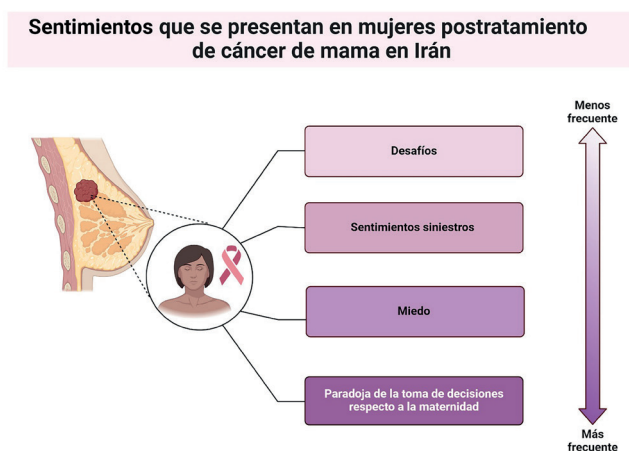 Sentimientos que se presentan en mujeres postratamiento
de cáncer de mama en Irán
Menos
frecuente
Desafíos
Sentimientos siniestros
Miedo
Paradoja de la toma de decisiones
respecto a la maternidad
Más
frecuente